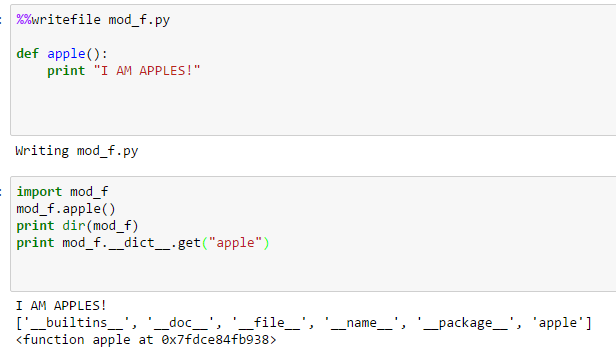 %%writefile mod_f.py
def apple():
    print "I AM APPLES!"
Writing mod_f.py
import mod_f
mod_f.apple()
print dir(mod_f)
print mod_f.__dict__.get("apple")
I AM APPLES!
['__builtins__', '__doc__', '__file__', '__name__', '__package__', 'apple']
<function apple at 0x7fdce84fb938>